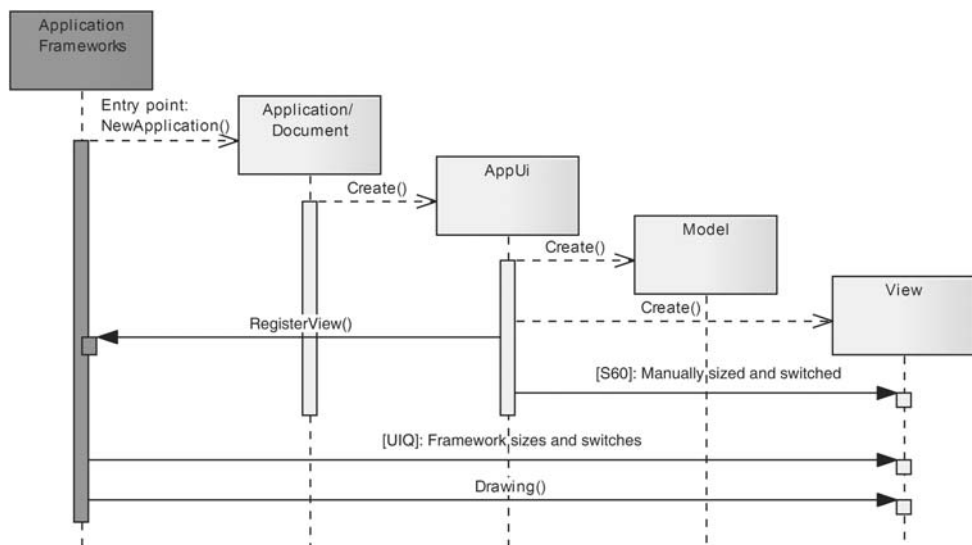 Application
Frameworks
Entry point:
NewApplication()
Application/
Document
Create()
AppUi
Create()
Model
Create()
View
RegisterView()
[S60]: Manually sized and switched
[UIQ]: Framework sizes and switches
Drawing()